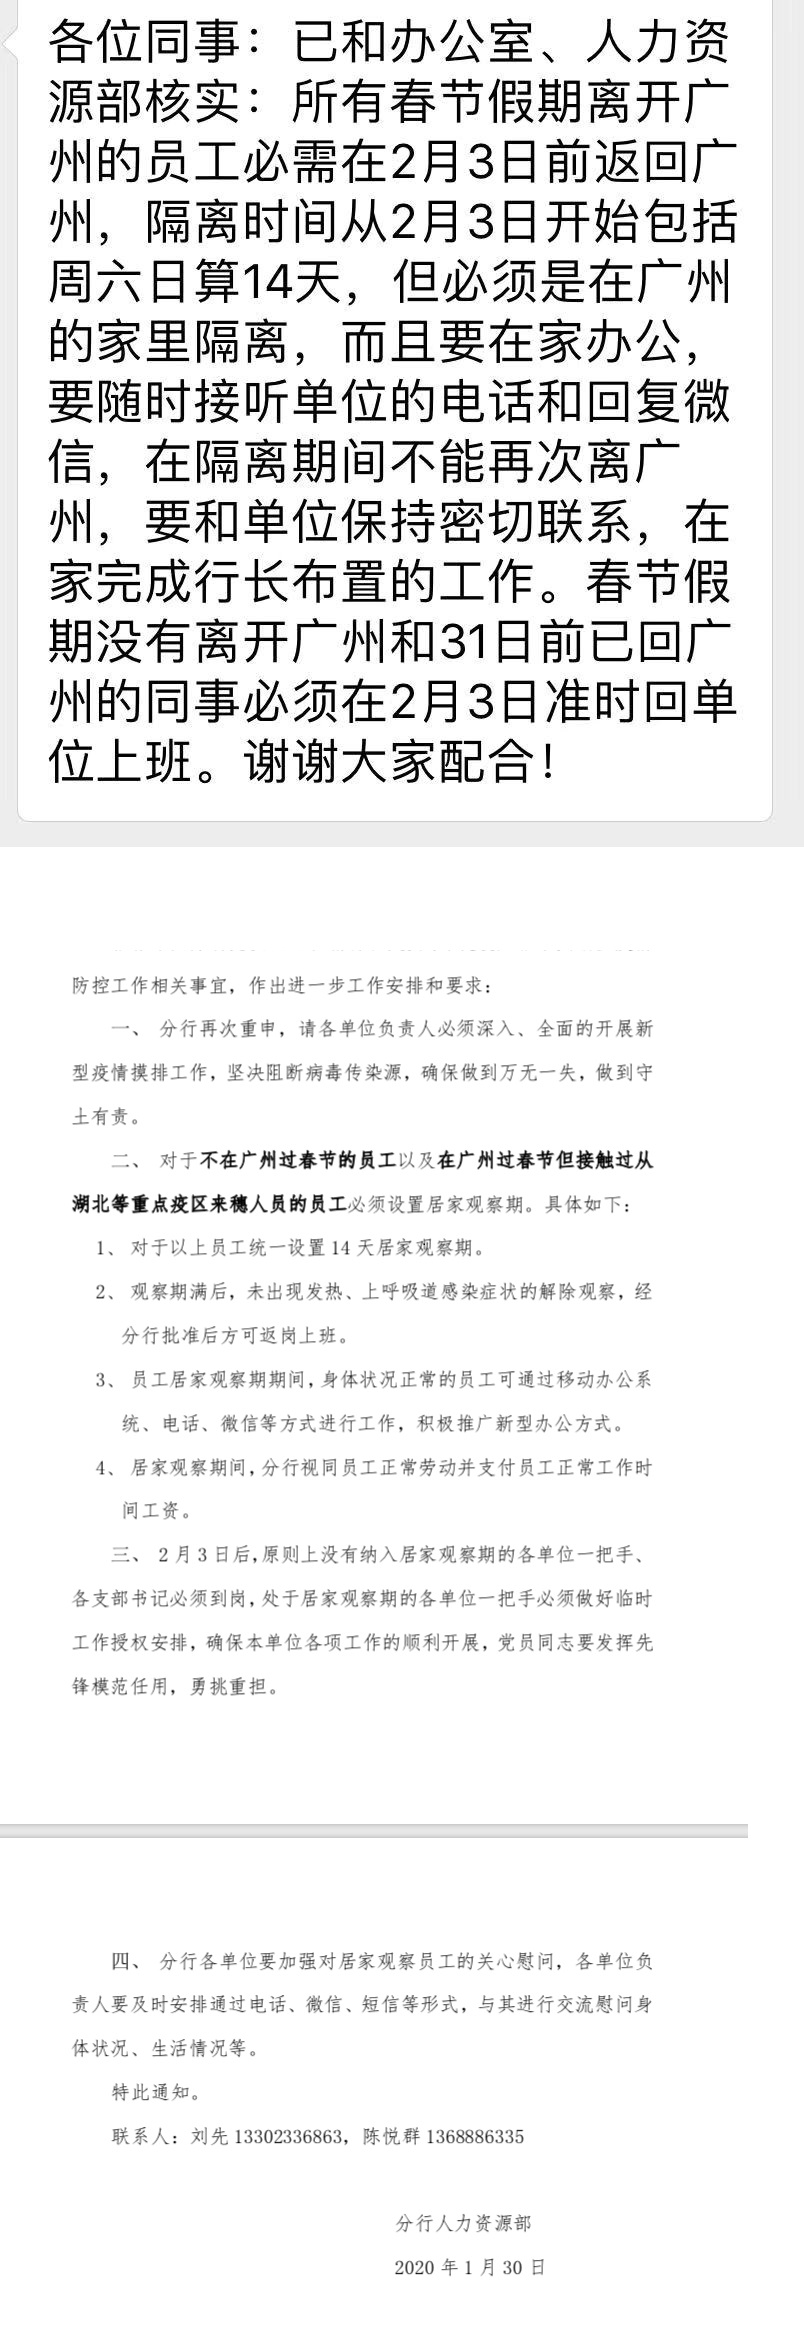 各位同事：已和办公室、人力资
源部核实：所有春节假期离开广
州的员工必需在2月3日前返回广
州，隔离时间从2月3日开始包括
周六日算14天，但必须是在广州
的家里隔离，而且要在家办公，
要随时接听单位的电话和回复微
信，在隔离期间不能再次离广
州，要和单位保持密切联系，在
家完成行长布置的工作。春节假
期没有离开广州和31日前已回广
州的同事必须在2月3日准时回单
位上班。谢谢大家配合！
防控工作相关事宜，作出进一步工作安排和要求：
一、 分行再次重申，请各单位负责人必须深入、全面的开展新
型疫情摸排工作，坚决阻断病毒传染源，确保做到万无一失，做到守
土有责。
二、 对于不在广州过春节的员工以及在广州过春节但接触过从
湖北等重点疫区来穗人员的员工必须设置居家观察期。具体如下：
1、 对于以上员工统一设置 14 天居家观察期。
2、 观察期满后，未出现发热、上呼吸道感染症状的解除观察，经
分行批准后方可返岗上班。
3、 员工居家观察期期间，身体状况正常的员工可通过移动办公系
统、电话、微信等方式进行工作，积极推广新型办公方式。
4、 居家观察期间，分行视同员工正常劳动并支付员工正常工作时
间工资。
三、 2 月 3 日后，原则上没有纳入居家观察期的各单位一把手、
各支部书记必须到岗，处于居家观察期的各单位一把手必须做好临时
工作授权安排，确保本单位各项工作的顺利开展，党员同志要发挥先
锋模范任用，勇挑重担。
四、 分行各单位要加强对居家观察员工的关心慰问，各单位负
责人要及时安排通过电话、微信、短信等形式，与其进行交流慰问身
体状况、生活情况等。
特此通知。
联系人：刘先 13302336863，陈悦群 1368886335
分行人力资源部
2020 年 1 月 30 日